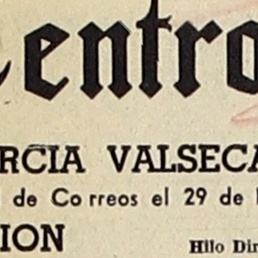 entro
RCIA VALSECA
de Correos el 29 de
ION
Hilo Dir